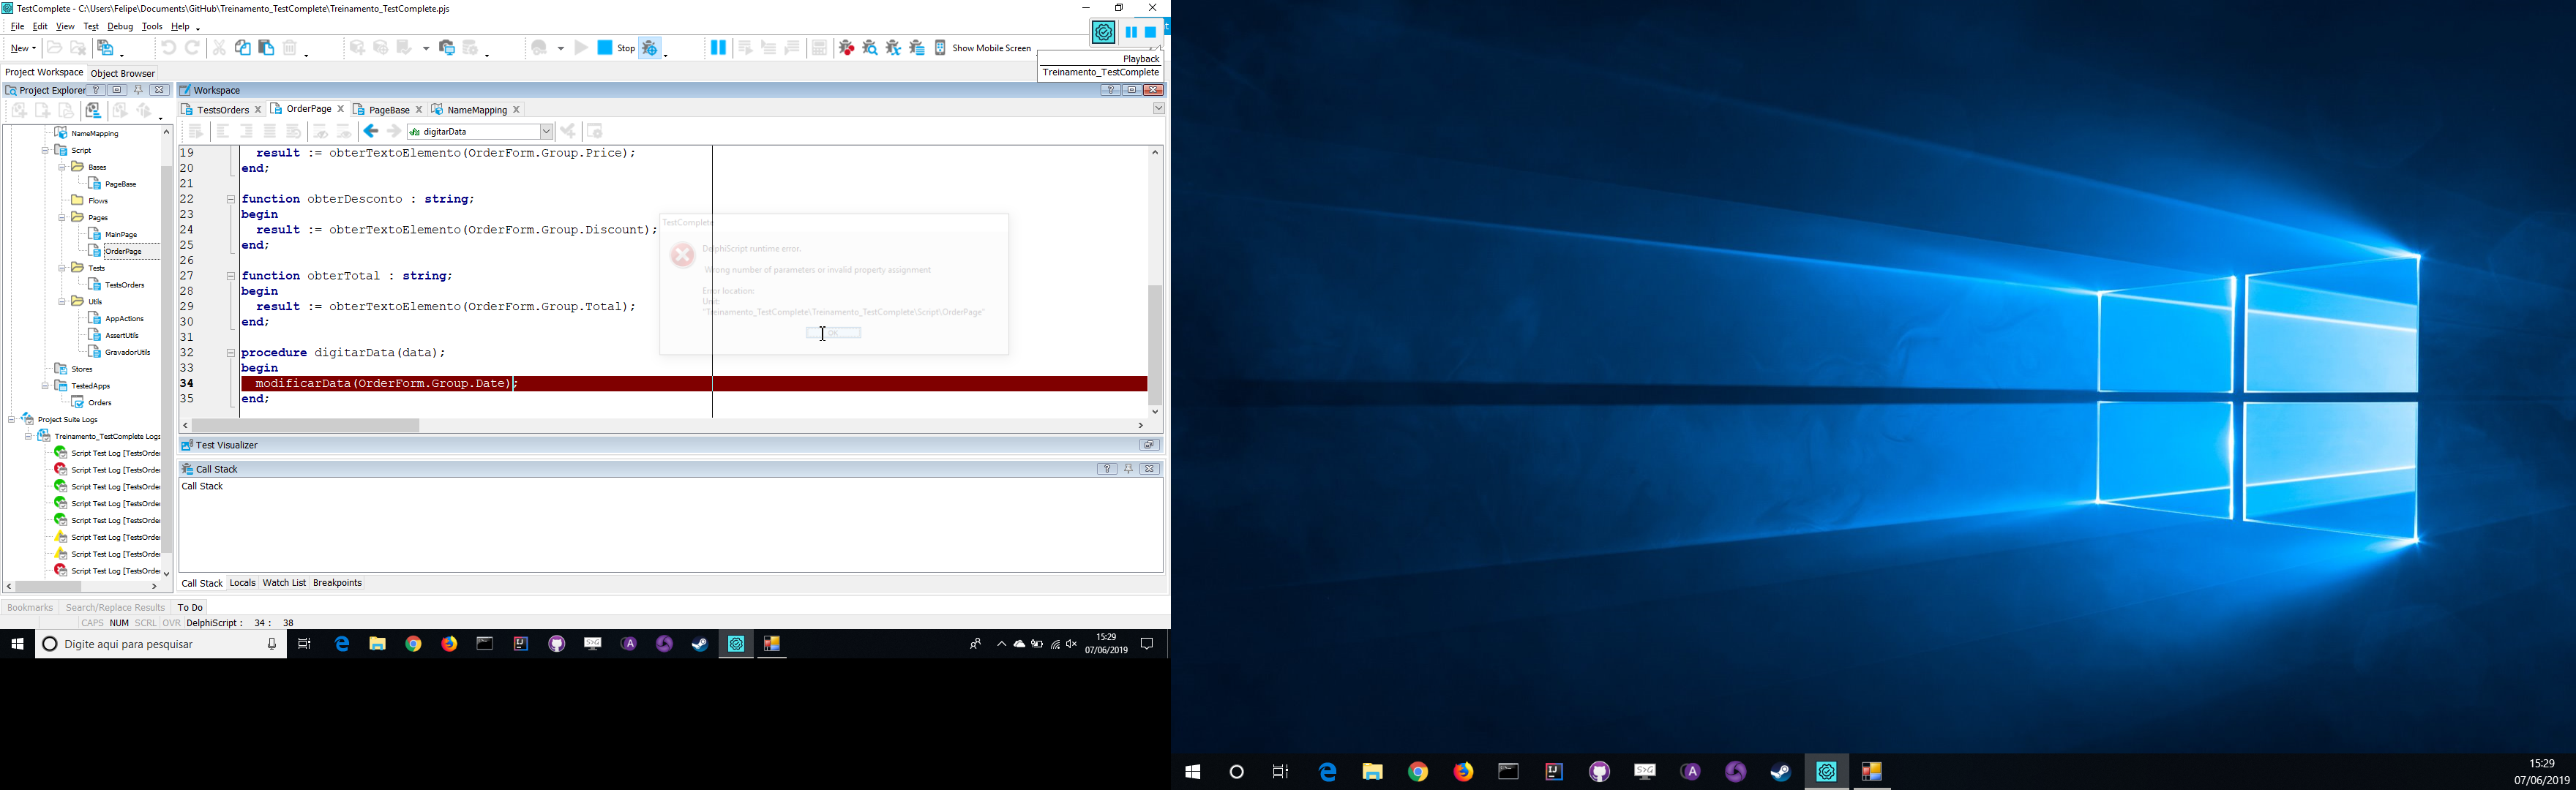 TestComplete - C:\Users\Felipe\Documents\GitHub\Treinamento_TestComplete\Treinamento_TestComplete.pjs
File Edit View Test Debug Tools Help
New
Stop
Show Mobile Screen
Playback
Treinamento_TestComplete
Project Workspace Object Browser
Project Explorer
Workspace
TestsOrders OrderPage PageBase NameMapping
digitarData
NameMapping
Script
Bases
PageBase
Flows
Pages
MainPage
OrderPage
Tests
TestsOrders
Utils
AppActions
AssertUtils
GravadorUtils
Stores
TestedApps
Orders
Project Suite Logs
Treinamento_TestComplete Logs
Script Test Log [TestsOrder
Script Test Log [TestsOrder
Script Test Log [TestsOrder
Script Test Log [TestsOrder
Script Test Log [TestsOrder
Script Test Log [TestsOrder
Script Test Log [TestsOrder
Script Test Log [TestsOrder
19 result := obterTextoElemento(OrderForm.Group.Price);
20 end;
21
22 function obterDesconto : string;
23 begin
24 result := obterTextoElemento(OrderForm.Group.Discount);
25 end;
26
27 function obterTotal : string;
28 begin
29 result := obterTextoElemento(OrderForm.Group.Total);
30 end;
31
32 procedure digitarData(data);
33 begin
34 modificarData(OrderForm.Group.Date);
35 end;
TestComplete
DelphiScript runtime error.
Wrong number of parameters or invalid property assignment
Error location:
Unit:
"Treinamento_TestComplete\Treinamento_TestComplete\Script\OrderPage"
OK
Test Visualizer
Call Stack
Call Stack
Call Stack Locals Watch List Breakpoints
Bookmarks Search/Replace Results To Do
CAPS NUM SCRL OVR DelphiScript : 34 : 38
Digite aqui para pesquisar
15:29
07/06/2019
15:29
07/06/2019